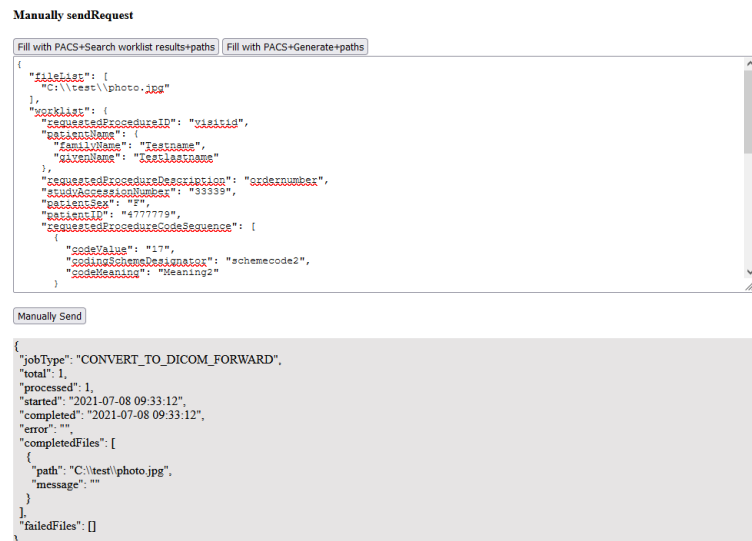 Manually sendRequest
Fill with PACS+Search worklist results+paths Fill with PACS+Generate+paths
{
"fileList": [
"C:\\test\\photo.jpg"
],
"worklist": {
"requestedProcedureID": "visitid",
"patientName": {
"familyName": "Testname",
"givenName": "Testlastname"
},
"requestedProcedureDescription": "ordernumber",
"studyAccessionNumber": "33339",
"patientSex": "F",
"patientID": "4777779",
"requestedProcedureCodeSequence": [
{
"codeValue": "17",
"codingSchemeDesignator": "schemecode2",
"codeMeaning": "Meaning2"
}
Manually Send
{
"jobType": "CONVERT_TO_DICOM_FORWARD",
"total": 1,
"processed": 1,
"started": "2021-07-08 09:33:12",
"completed": "2021-07-08 09:33:12",
"error": "",
"completedFiles": [
{
"path": "C:\\test\\photo.jpg",
"message": ""
}
],
"failedFiles": []
}